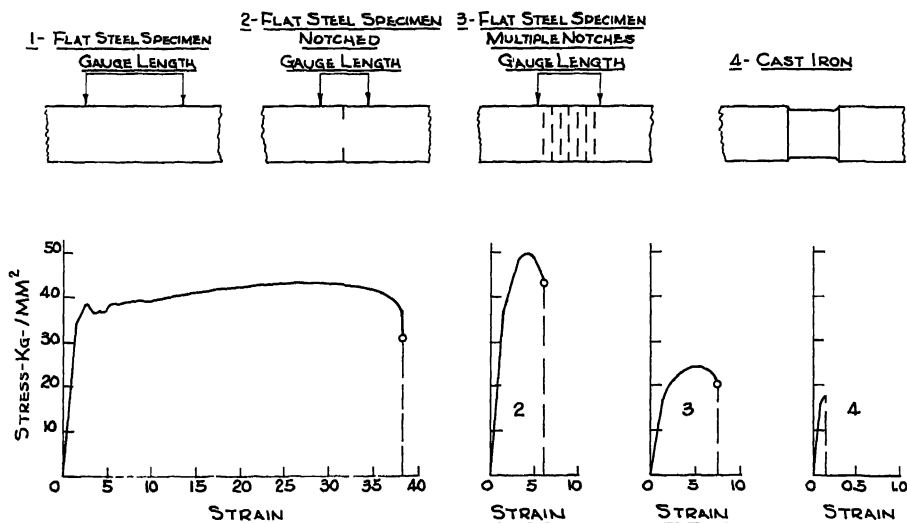 1- FLAT STEEL SPECIMEN
GAUGE LENGTH
2- FLAT STEEL SPECIMEN
NOTCHED
GAUGE LENGTH
3- FLAT STEEL SPECIMEN
MULTIPLE NOTCHES
GAUGE LENGTH
4- CAST IRON
STRESS-KG-/MM²
50
40
30
20
10
0 5 10 15 20 25 30 35 40
STRAIN
2
0 5 10
STRAIN
3
0 5 10
STRAIN
4
0 0.5 1.0
STRAIN